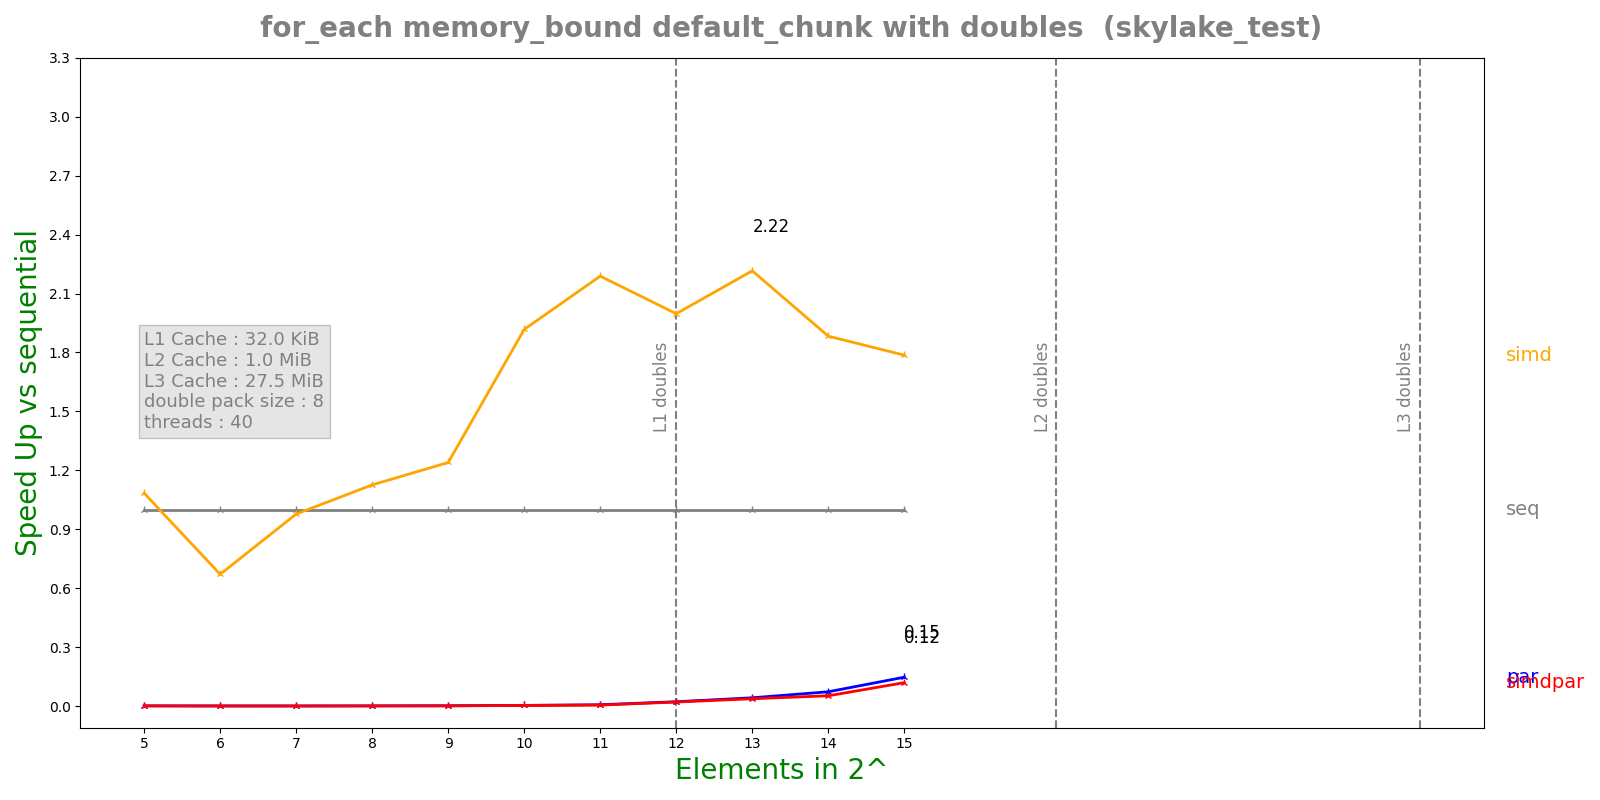 for_each memory_bound default_chunk with doubles (skylake_test)
Speed Up vs sequential
3.3
3.0
2.7
2.4
2.1
1.8
1.5
1.2
0.9
0.6
0.3
0.0
2.22
L1 Cache : 32.0 KiB
L2 Cache : 1.0 MiB
L3 Cache : 27.5 MiB
double pack size : 8
threads : 40
L1 doubles
L2 doubles
L3 doubles
simd
seq
0.15
0.12
par
simdpar
5 6 7 8 9 10 11 12 13 14 15
Elements in 2^